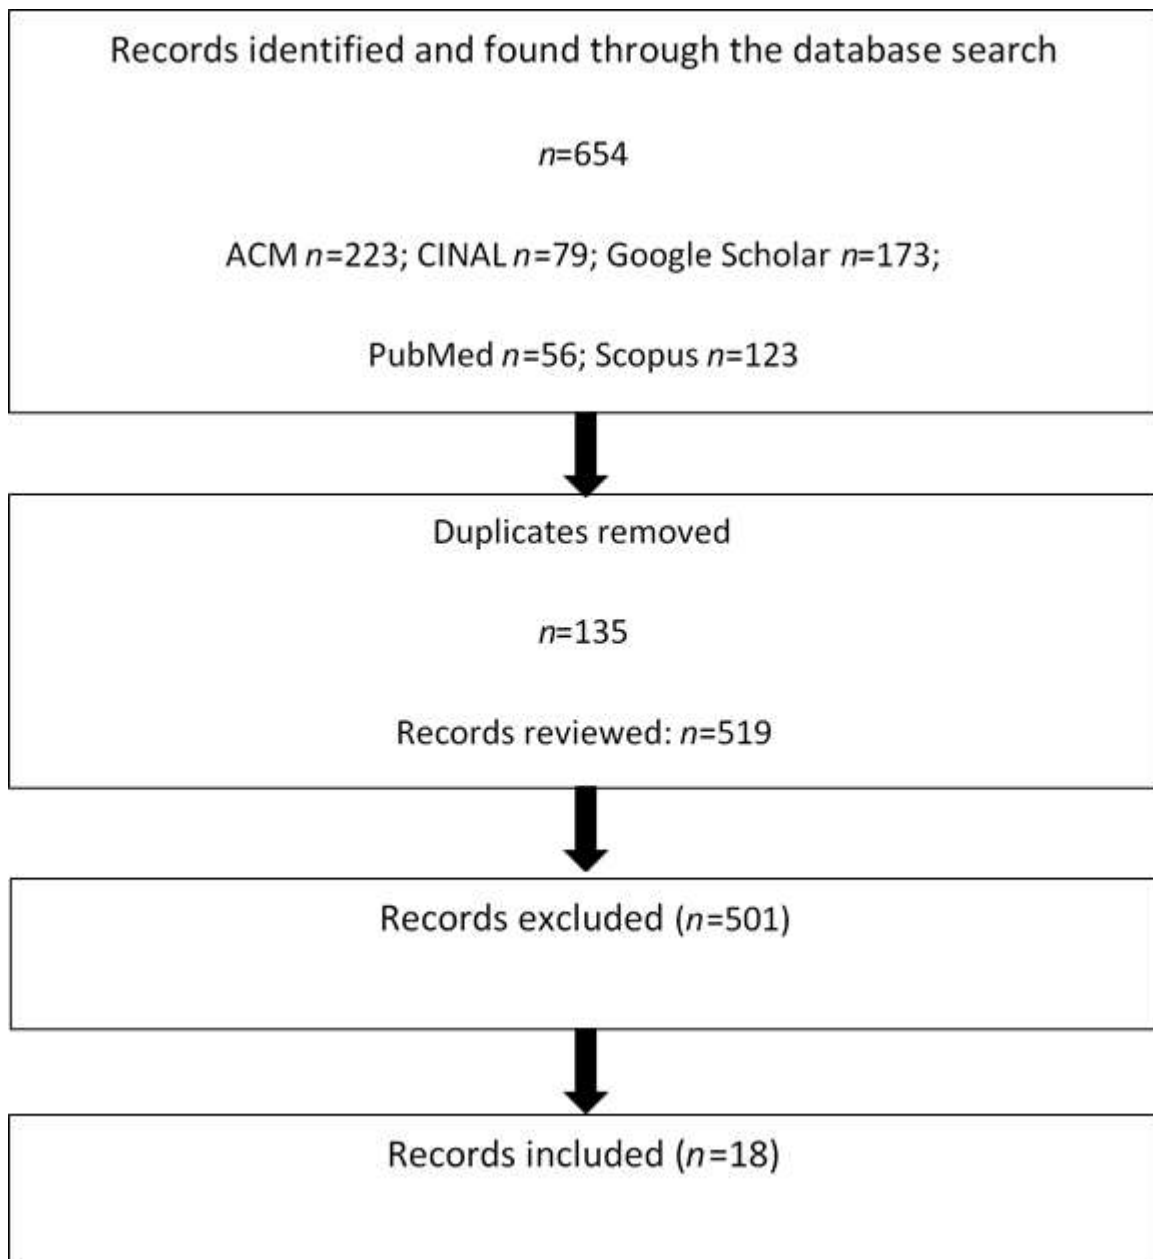 Records identified and found through the database search
n=654
ACM n=223; CINAL n=79; Google Scholar n=173;
PubMed n=56; Scopus n=123
Duplicates removed
n=135
Records reviewed: n=519
Records excluded (n=501)
Records included (n=18)